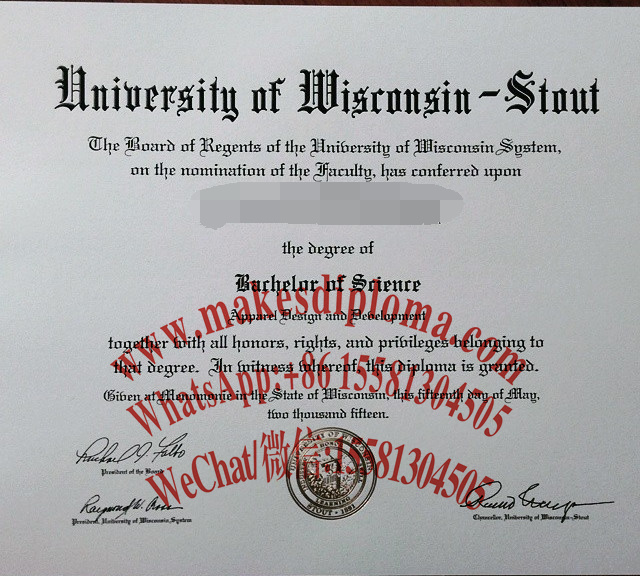 University of Wisconsin-Stout
The Board of Regents of the University of Wisconsin System,
on the nomination of the Faculty, has conferred upon
the degree of
Bachelor of Science
Apparel Design and Development
together with all honors, rights, and privileges belonging to
that degree. In witness whereof, this diploma is granted.
Given at Menomonie in the State of Wisconsin, this fifteenth day of May,
two thousand fifteen.
www.makesdiploma.com
WhatsApp:+86 15581304505
WeChat/微信:15581304505
President of the Board
President, University of Wisconsin System
Chancellor, University of Wisconsin-Stout
STOUT • 1891